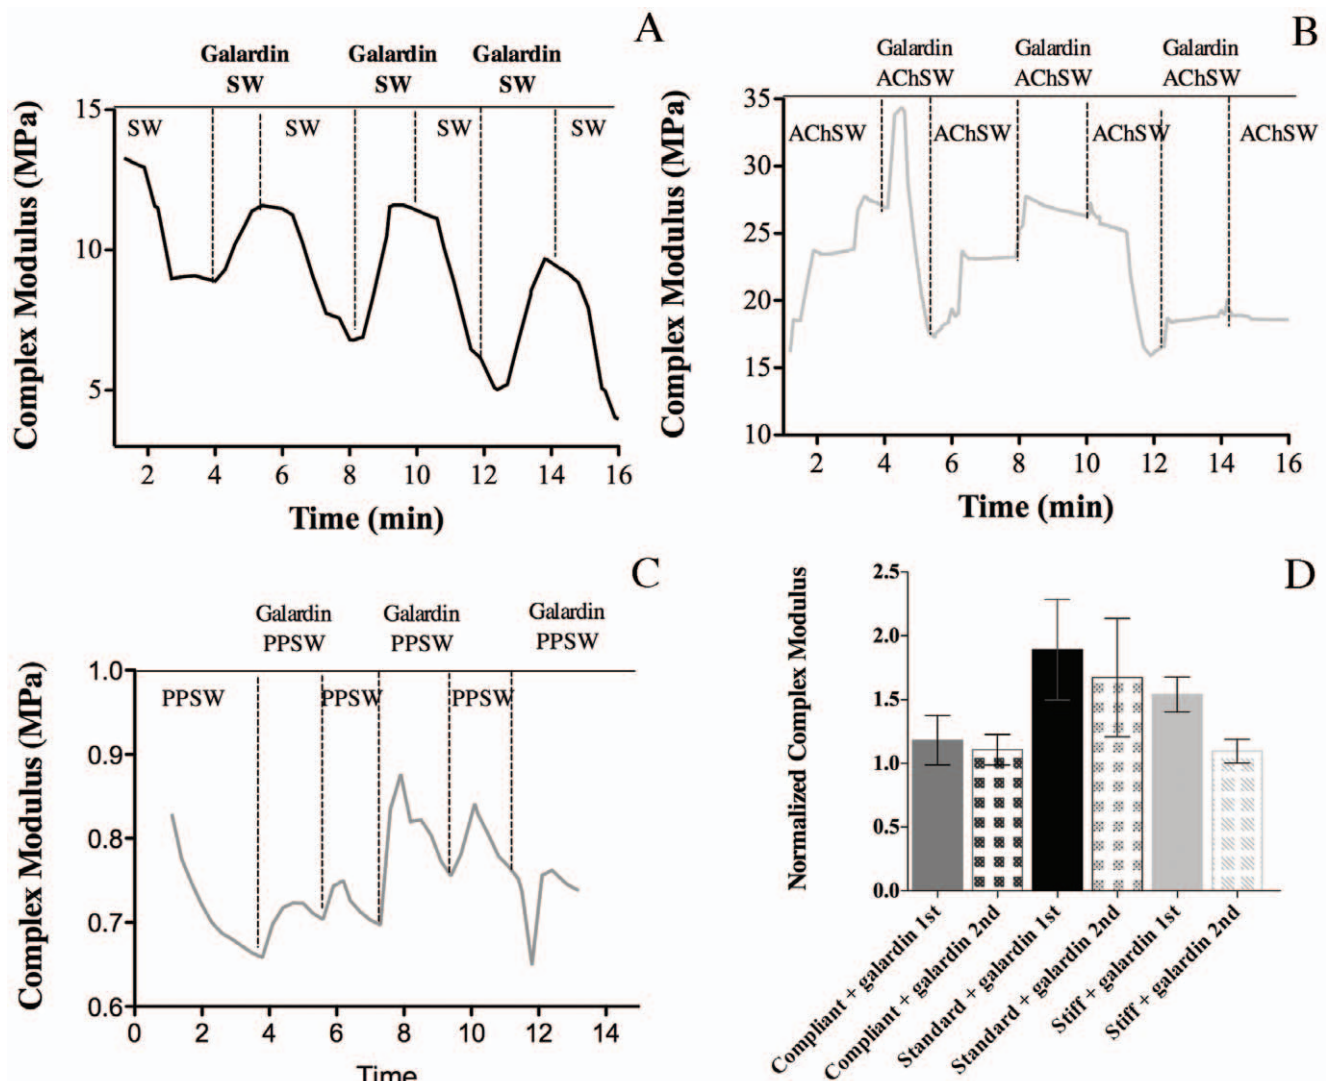 A
Galardin
SW
Galardin
SW
Galardin
SW
15
10
5
SW
SW
SW
SW
Complex Modulus (MPa)
2 4 6 8 10 12 14 16
Time (min)
B
Galardin
AChSW
Galardin
AChSW
Galardin
AChSW
35
30
25
20
15
10
AChSW
AChSW
AChSW
AChSW
Complex Modulus (MPa)
2 4 6 8 10 12 14 16
Time (min)
C
Galardin
PPSW
Galardin
PPSW
Galardin
PPSW
1.0
0.9
0.8
0.7
0.6
PPSW
PPSW
PPSW
Complex Modulus (MPa)
0 2 4 6 8 10 12 14
Time
D
2.5
2.0
1.5
1.0
0.5
0.0
Normalized Complex Modulus
Compliant + galardin 1st
Compliant + galardin 2nd
Standard + galardin 1st
Standard + galardin 2nd
Stiff + galardin 1st
Stiff + galardin 2nd